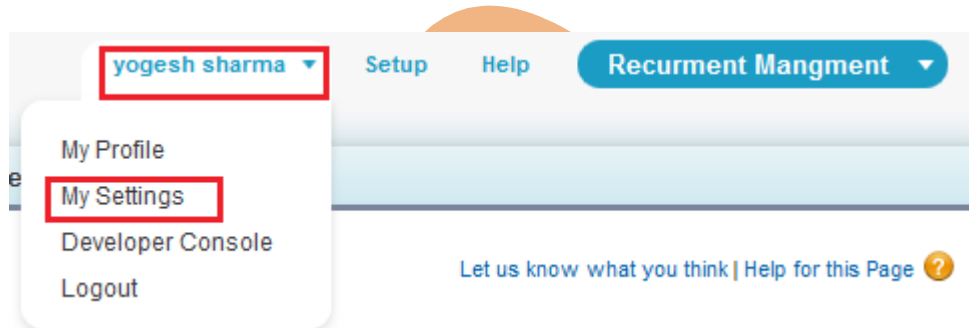 yogesh sharma Setup Help Recurment Mangment
My Profile
My Settings
Developer Console
Logout
Let us know what you think | Help for this Page ?